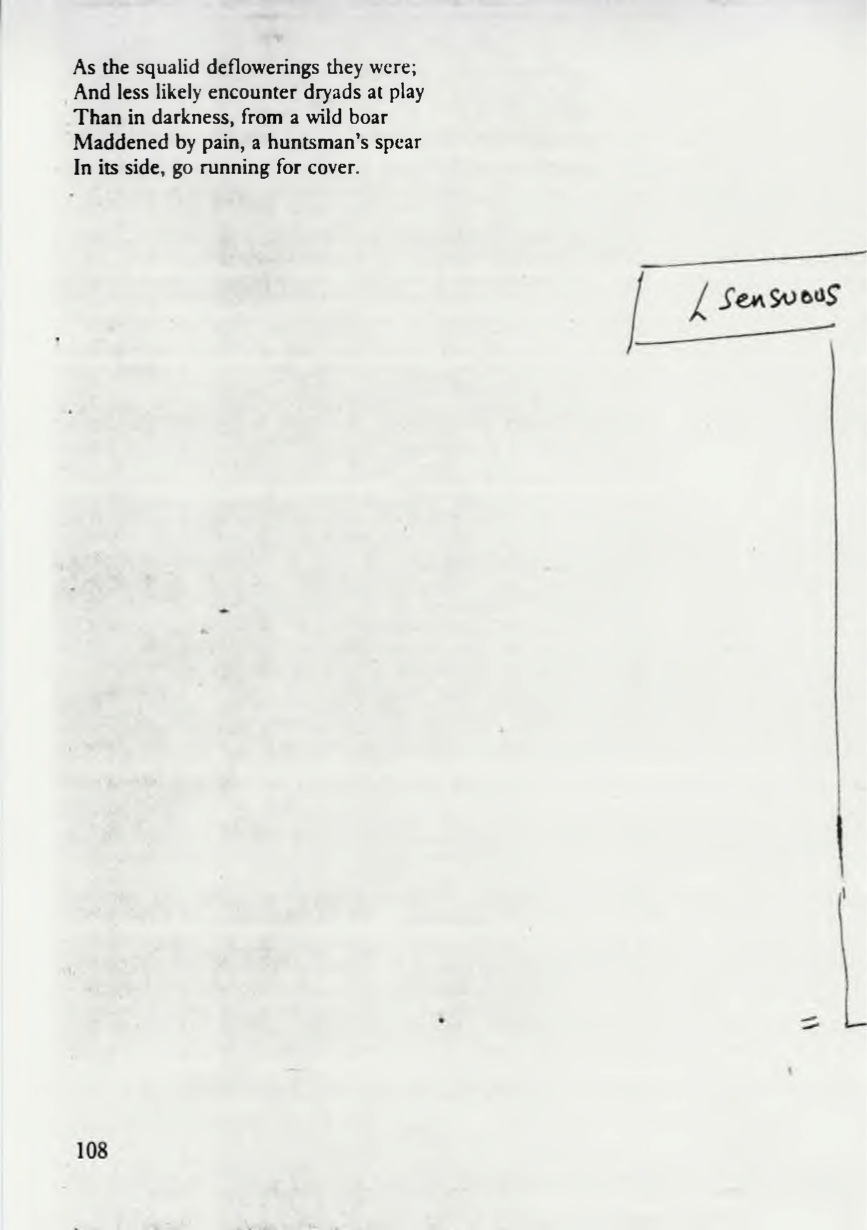 As the squalid deflowerings they were;
And less likely encounter dryads at play
Than in darkness, from a wild boar
Maddened by pain, a huntsman's spear
In its side, go running for cover.
Sensuous
=
108